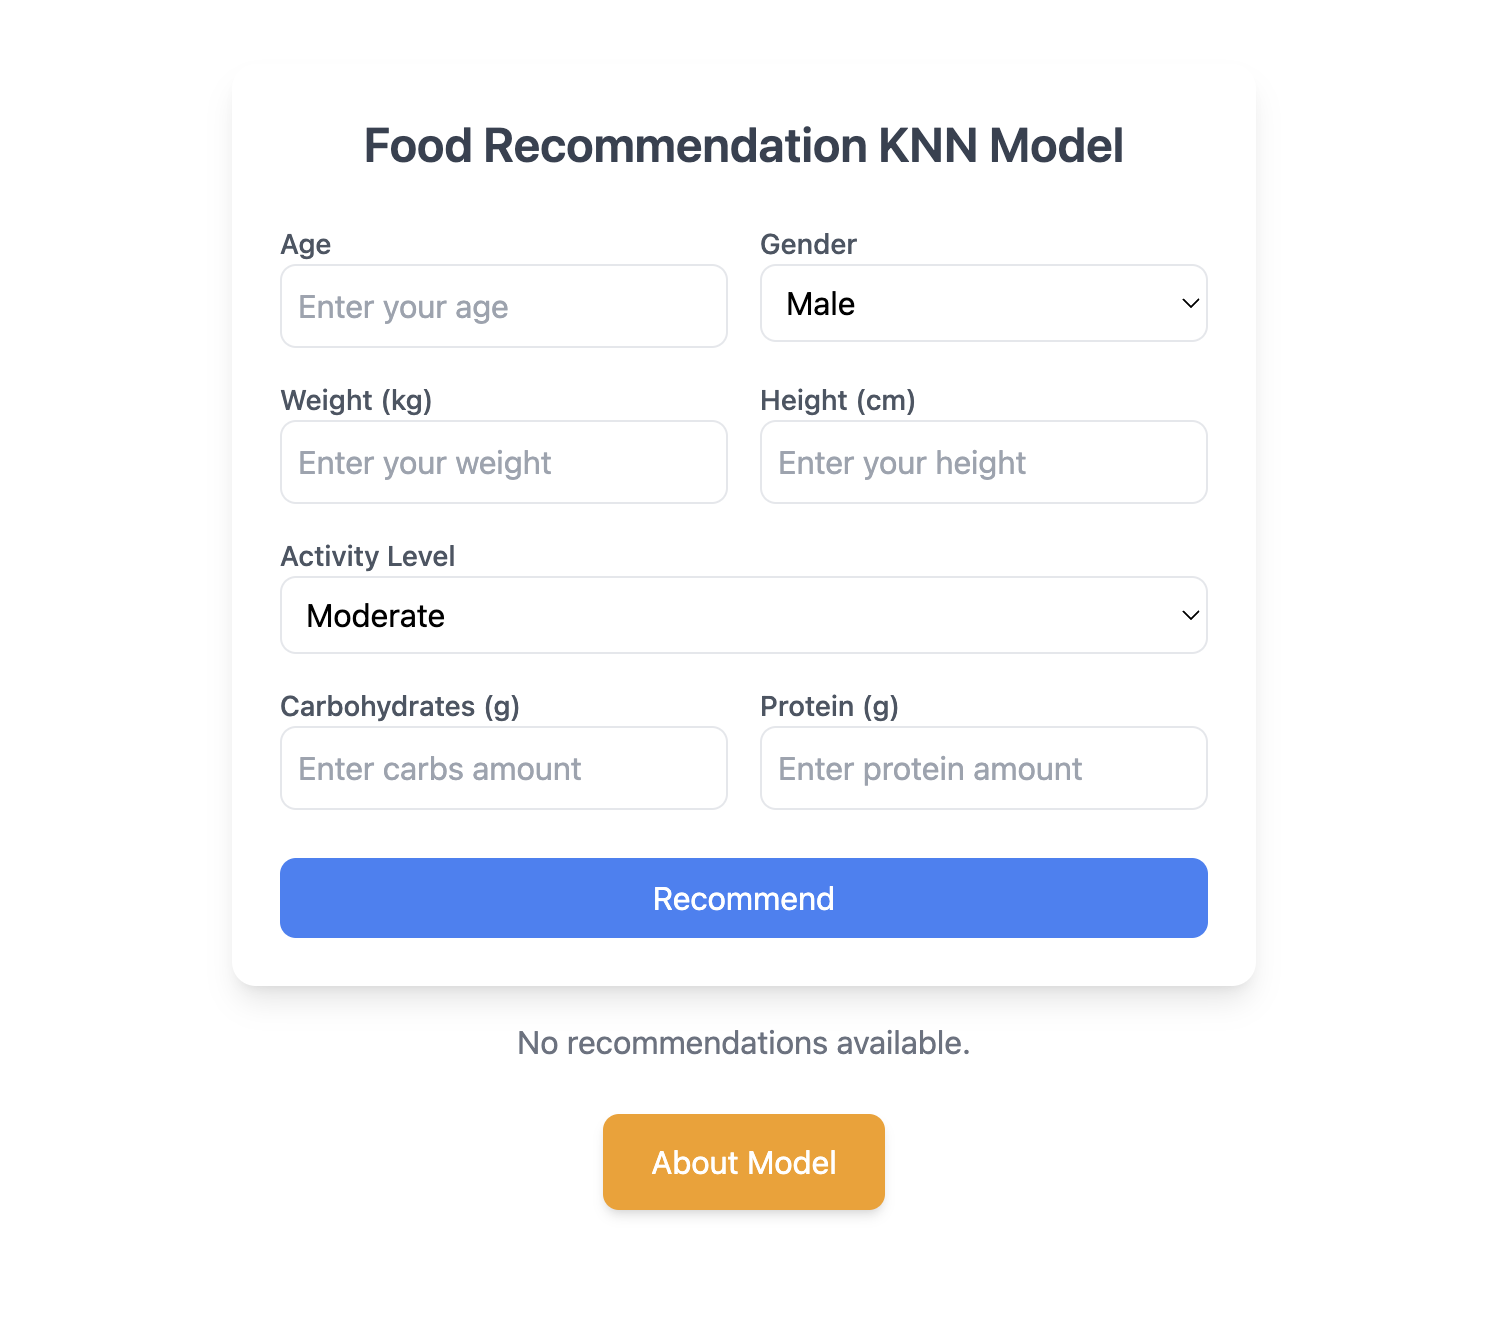 Food Recommendation KNN Model
Age
Gender
Enter your age
Male
Weight (kg)
Height (cm)
Enter your weight
Enter your height
Activity Level
Moderate
Carbohydrates (g)
Protein (g)
Enter carbs amount
Enter protein amount
Recommend
No recommendations available.
About Model